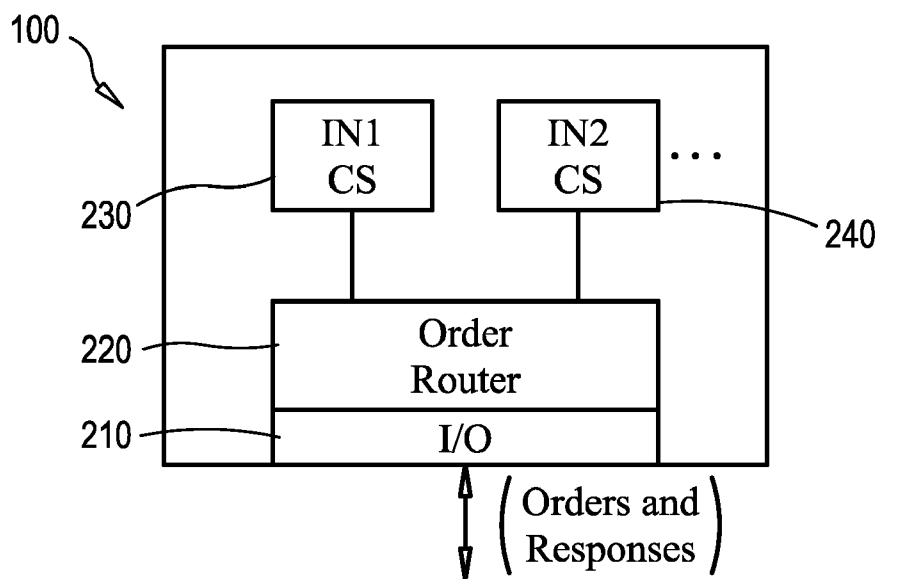 100
IN1
CS
IN2
CS
...
230
240
220
Order
Router
210
I/O
(Orders and
Responses)